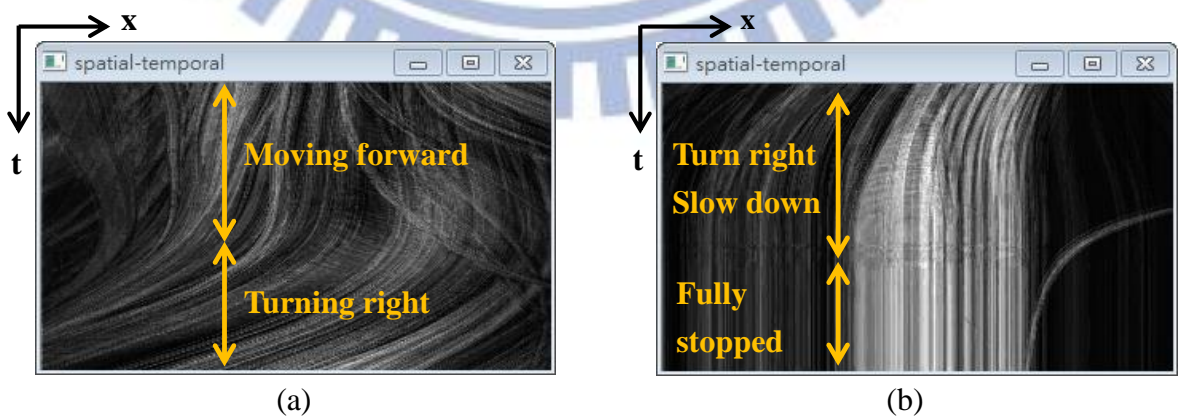 x
t
spatial-temporal
Moving forward
Turning right
(a)
x
t
spatial-temporal
Turn right
Slow down
Fully
stopped
(b)